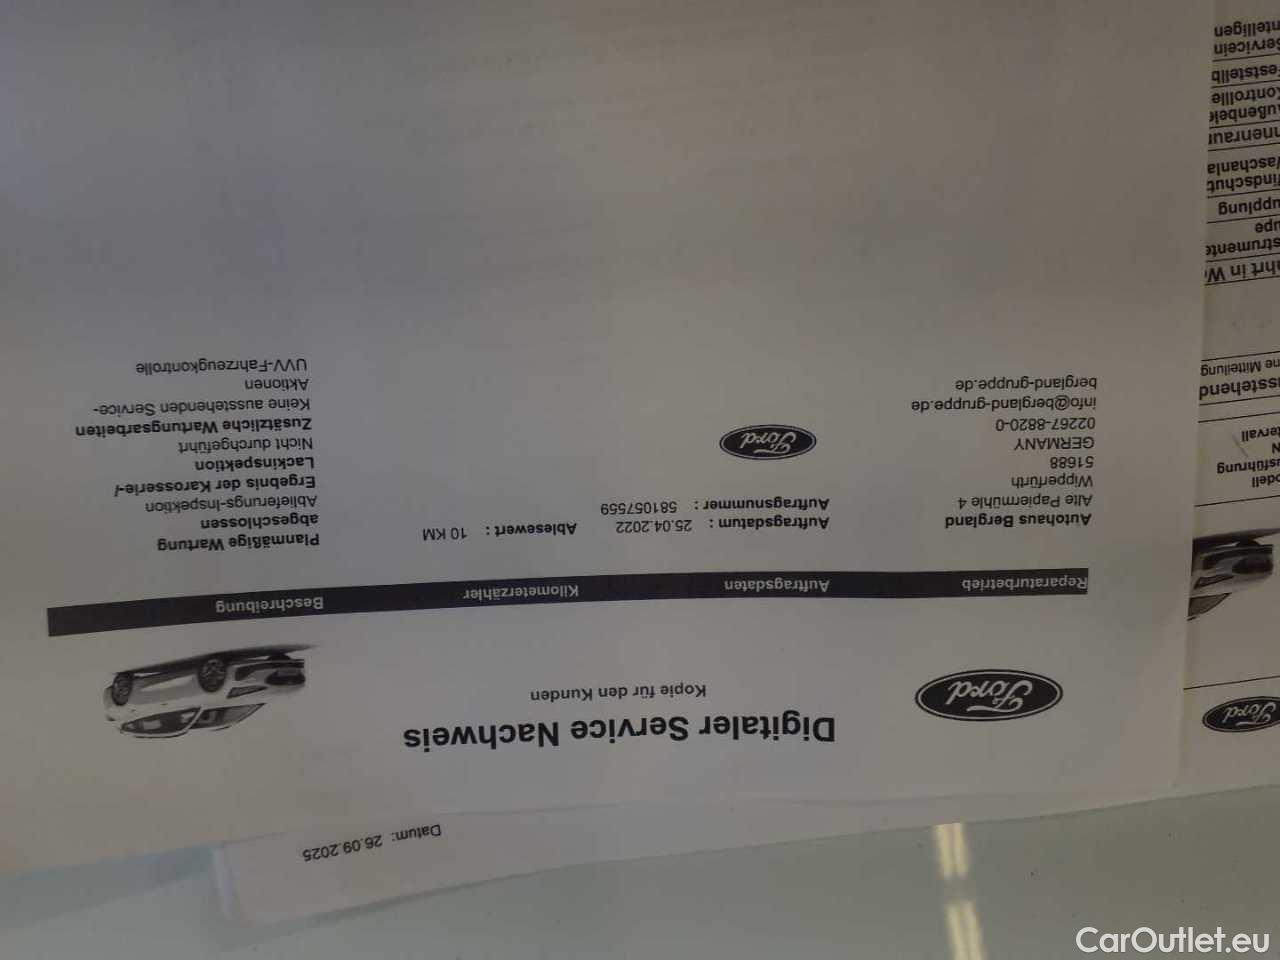 Datum: 26.09.2025
Ford
Digitaler Service Nachweis
Kopie für den Kunden
Reparaturbetrieb Auftragsdaten Kilometerzähler Beschreibung
Autohaus Bergland
Alte Papiermühle 4
Wipperfürth
51688
GERMANY
02267-8820-0
info@bergland-gruppe.de
bergland-gruppe.de
Auftragsdatum : 25.04.2022
Auftragsnummer : 581057559
Ford
Ablesewert : 10 KM
Planmäßige Wartung
abgeschlossen
Ablieferungs-Inspektion
Ergebnis der Karosserie-/
Lackinspektion
Nicht durchgeführt
Zusätzliche Wartungsarbeiten
Keine ausstehenden Service-
Aktionen
UVV-Fahrzeugkontrolle
Ford
CarOutlet.eu